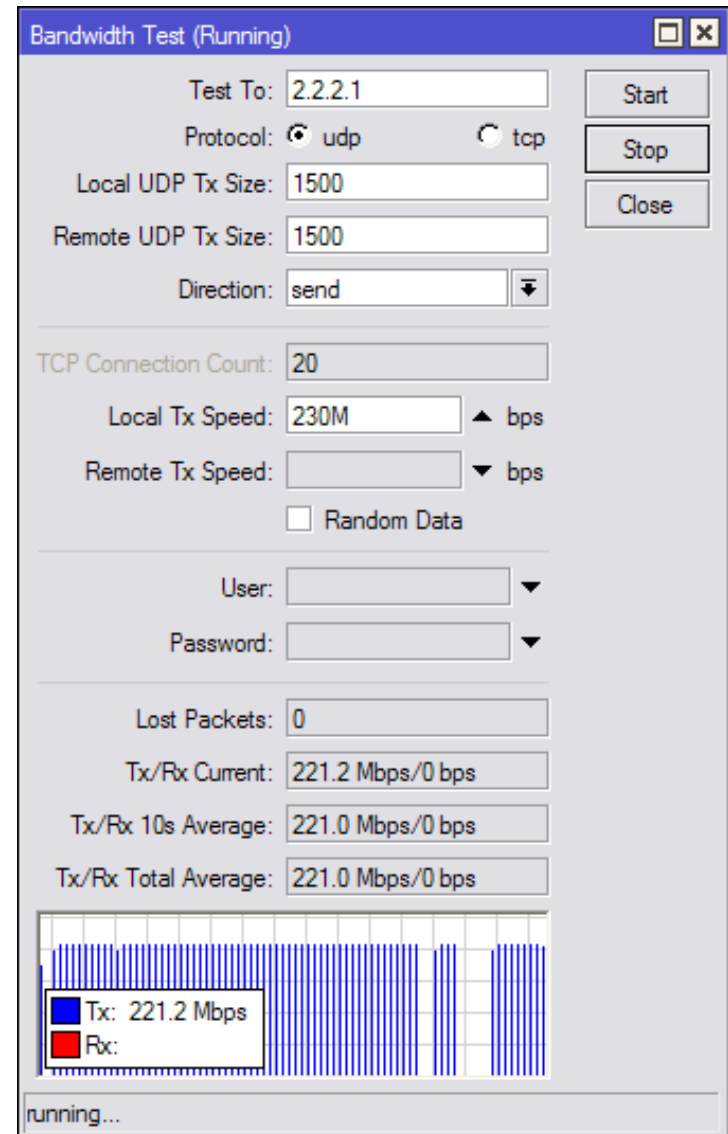 Bandwidth Test (Running)
Test To: 2.2.2.1
Start
Protocol: udp tcp
Stop
Local UDP Tx Size: 1500
Close
Remote UDP Tx Size: 1500
Direction: send
TCP Connection Count: 20
Local Tx Speed: 230M bps
Remote Tx Speed: bps
Random Data
User:
Password:
Lost Packets: 0
Tx/Rx Current: 221.2 Mbps/0 bps
Tx/Rx 10s Average: 221.0 Mbps/0 bps
Tx/Rx Total Average: 221.0 Mbps/0 bps
Tx: 221.2 Mbps
Rx:
running...